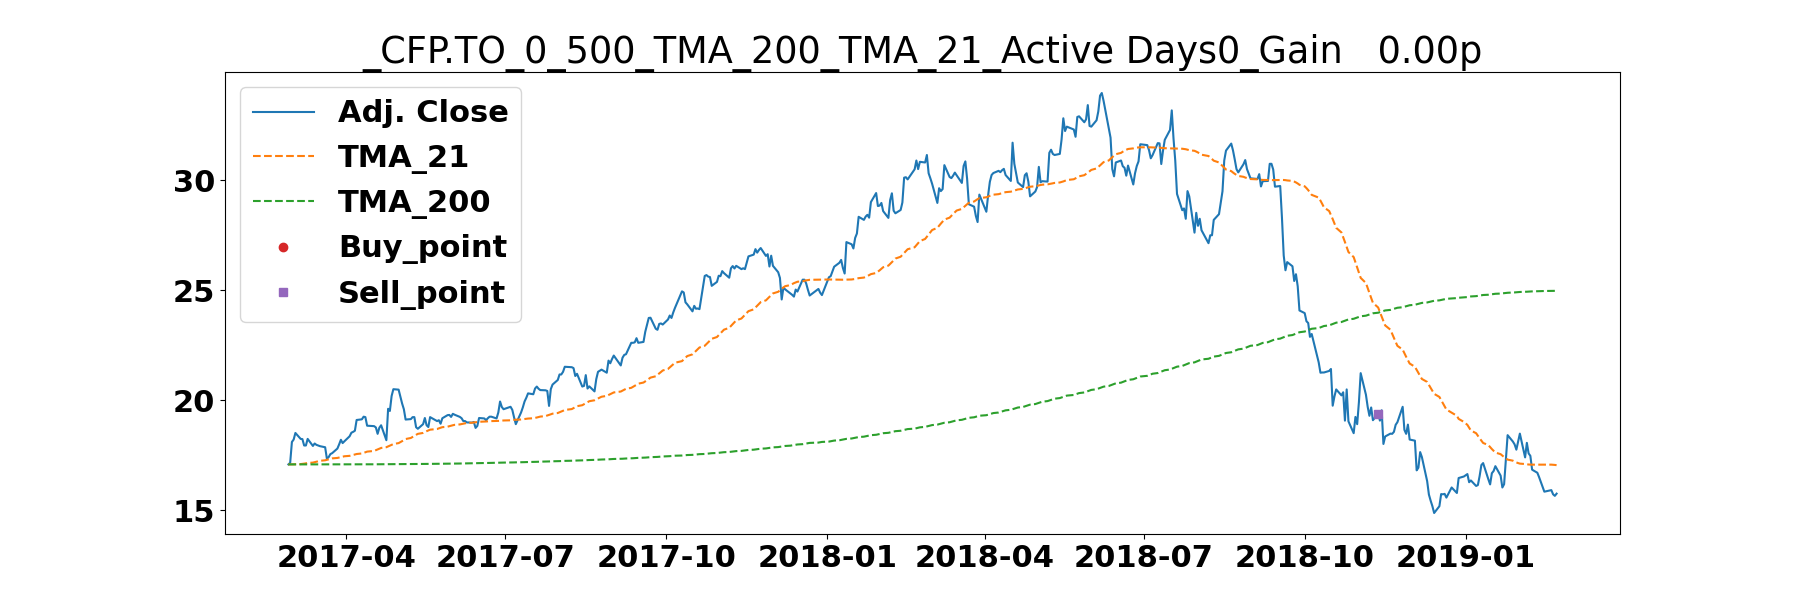 _CFP.TO_0_500_TMA_200_TMA_21_Active Days0_Gain   0.00p
Adj. Close
TMA_21
TMA_200
Buy_point
Sell_point
30
25
20
15
2017-04 2017-07 2017-10 2018-01 2018-04 2018-07 2018-10 2019-01